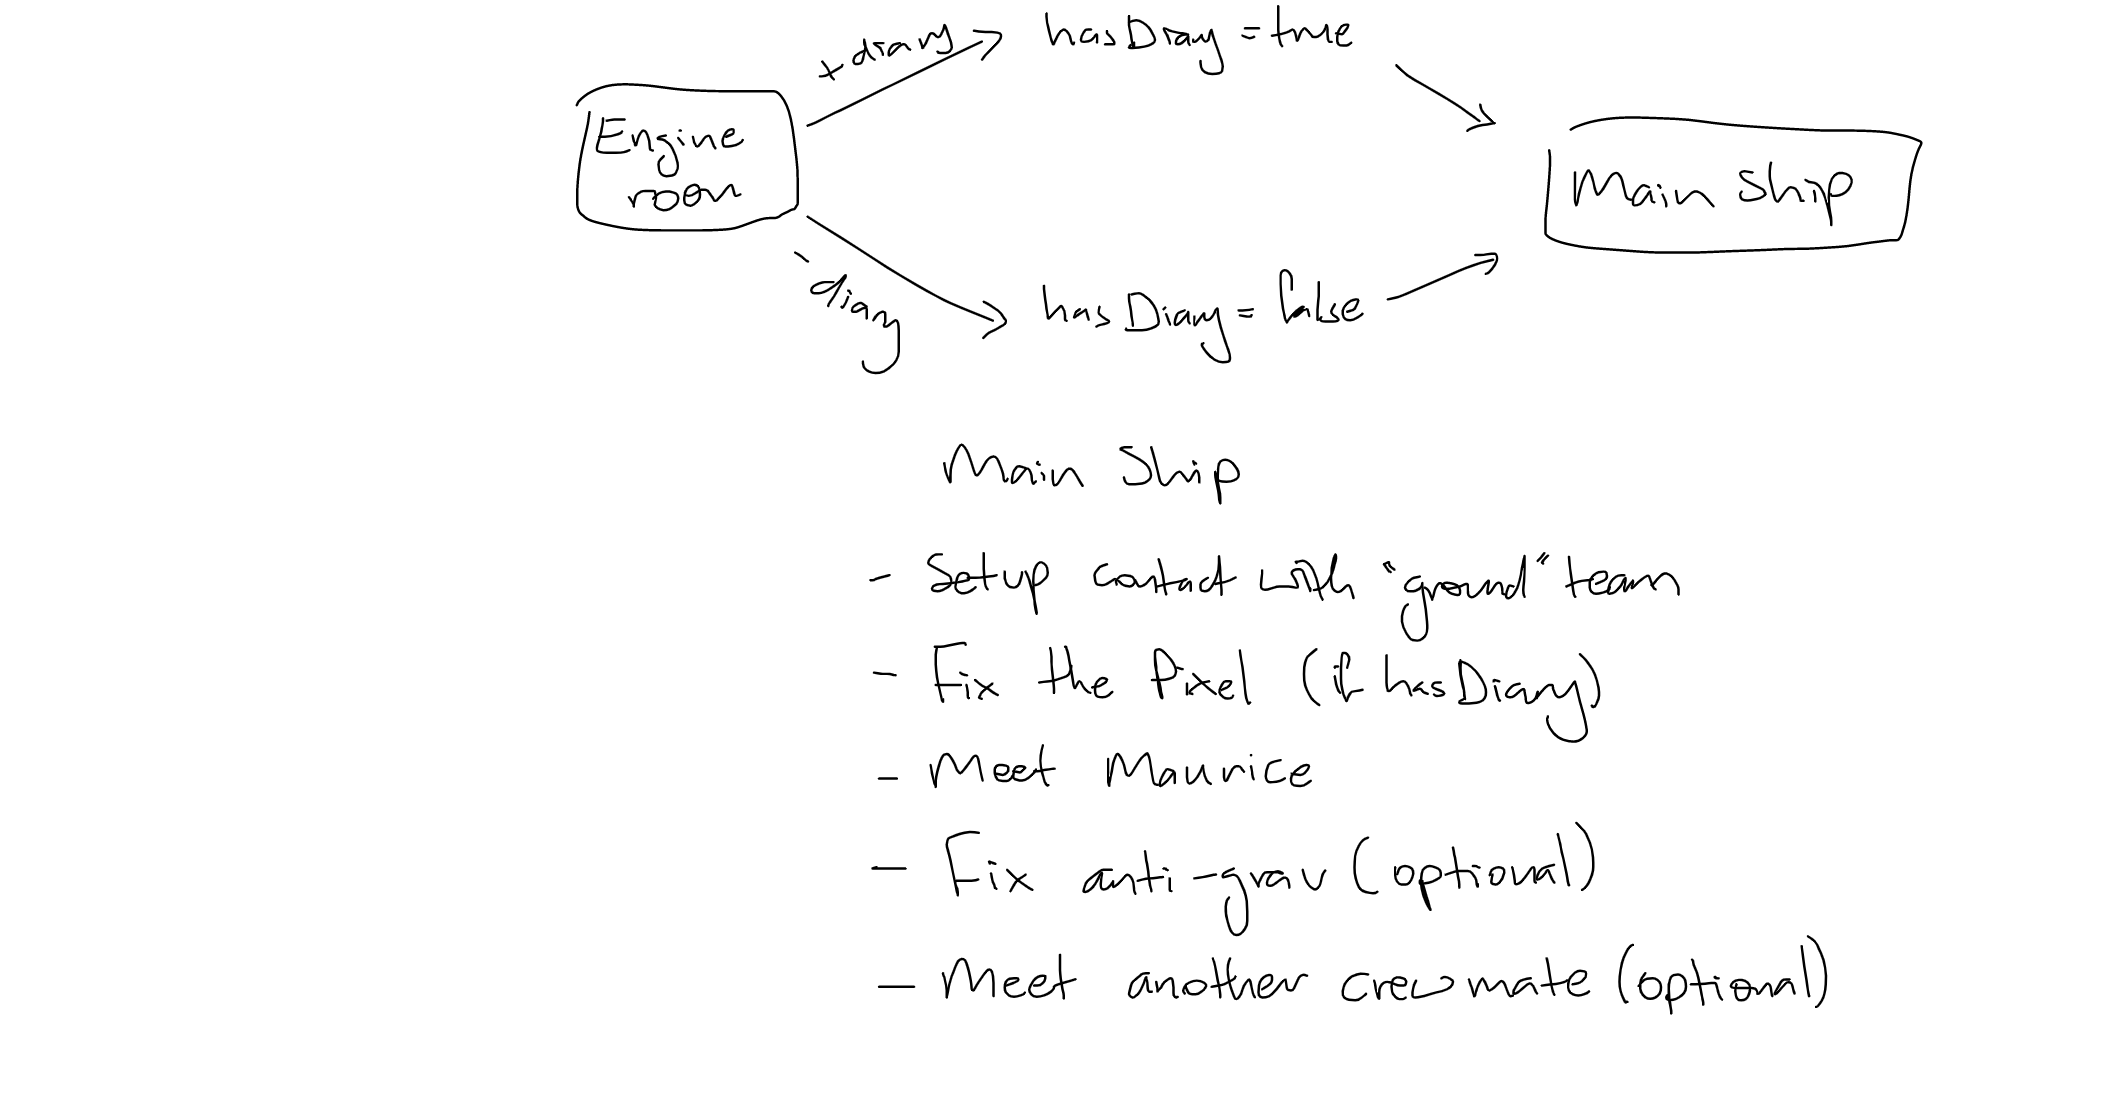 + diary
hasDiary = true
Engine
room
Main Ship
- diary
hasDiary = false
Main Ship
- Setup contact with "ground" team
- Fix the Pixel (if hasDiary)
- Meet Maurice
- Fix anti-grav (optional)
- Meet another crewmate (optional)